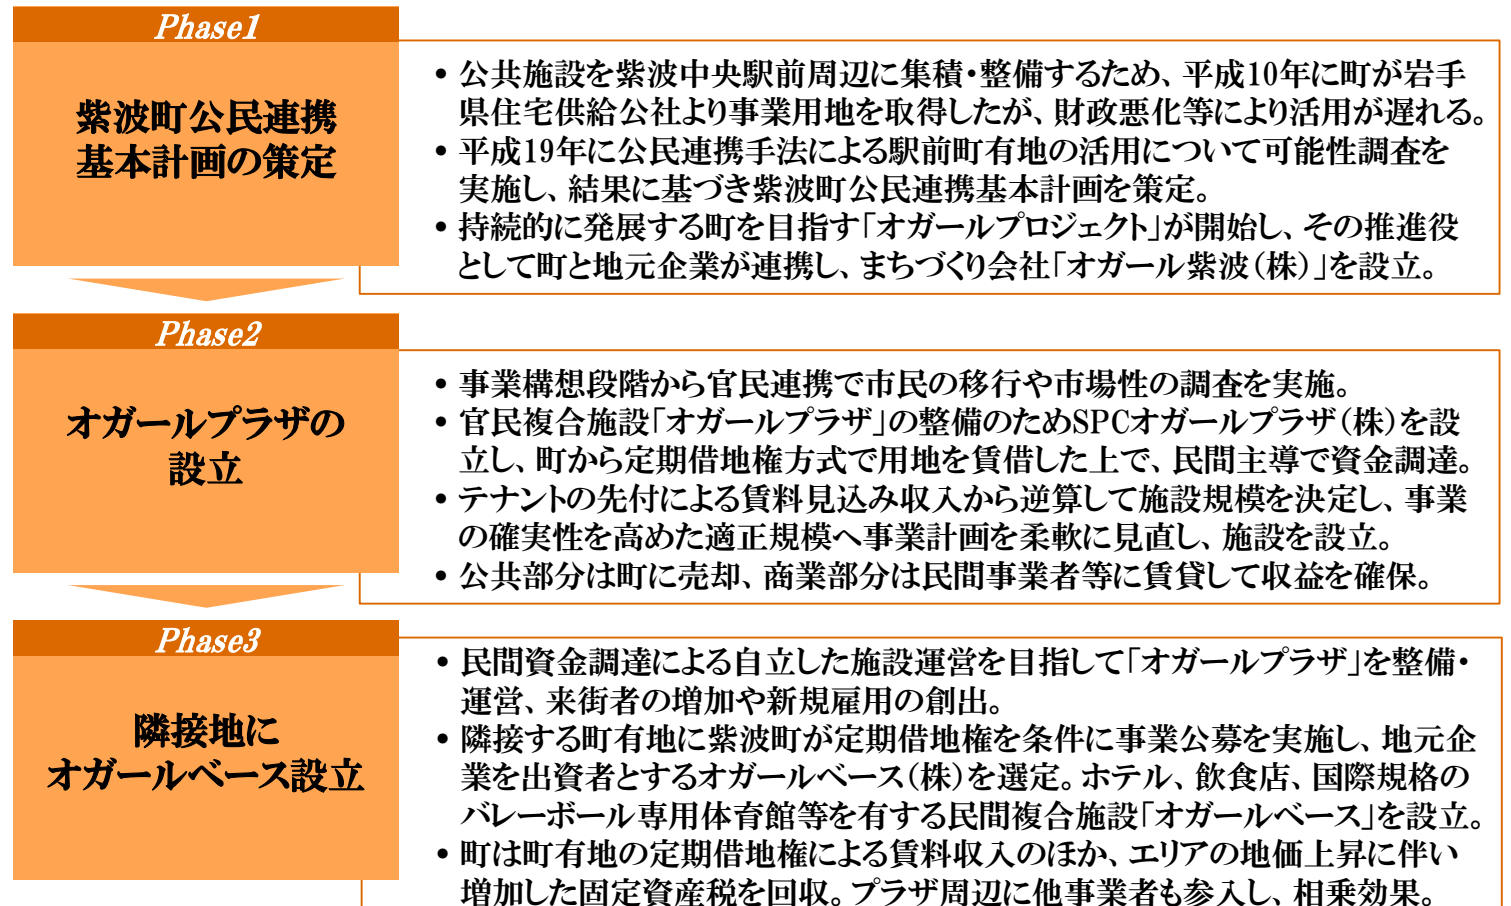 Phase1
紫波町公民連携
基本計画の策定
• 公共施設を紫波中央駅前周辺に集積・整備するため、平成10年に町が岩手
県住宅供給公社より事業用地を取得したが、財政悪化等により活用が遅れる。
• 平成19年に公民連携手法による駅前町有地の活用について可能性調査を
実施し、結果に基づき紫波町公民連携基本計画を策定。
• 持続的に発展する町を目指す「オガールプロジェクト」が開始し、その推進役
として町と地元企業が連携し、まちづくり会社「オガール紫波（株）」を設立。
Phase2
オガールプラザの
設立
• 事業構想段階から官民連携で市民の移行や市場性の調査を実施。
• 官民複合施設「オガールプラザ」の整備のためSPCオガールプラザ（株）を設
立し、町から定期借地権方式で用地を賃借した上で、民間主導で資金調達。
• テナントの先付による賃料見込み収入から逆算して施設規模を決定し、事業
の確実性を高めた適正規模へ事業計画を柔軟に見直し、施設を設立。
• 公共部分は町に売却、商業部分は民間事業者等に賃貸して収益を確保。
Phase3
隣接地に
オガールベース設立
• 民間資金調達による自立した施設運営を目指して「オガールプラザ」を整備・
運営、来街者の増加や新規雇用の創出。
• 隣接する町有地に紫波町が定期借地権を条件に事業公募を実施し、地元企
業を出資者とするオガールベース（株）を選定。ホテル、飲食店、国際規格の
バレーボール専用体育館等を有する民間複合施設「オガールベース」を設立。
• 町は町有地の定期借地権による賃料収入のほか、エリアの地価上昇に伴い
増加した固定資産税を回収。プラザ周辺に他事業者も参入し、相乗効果。